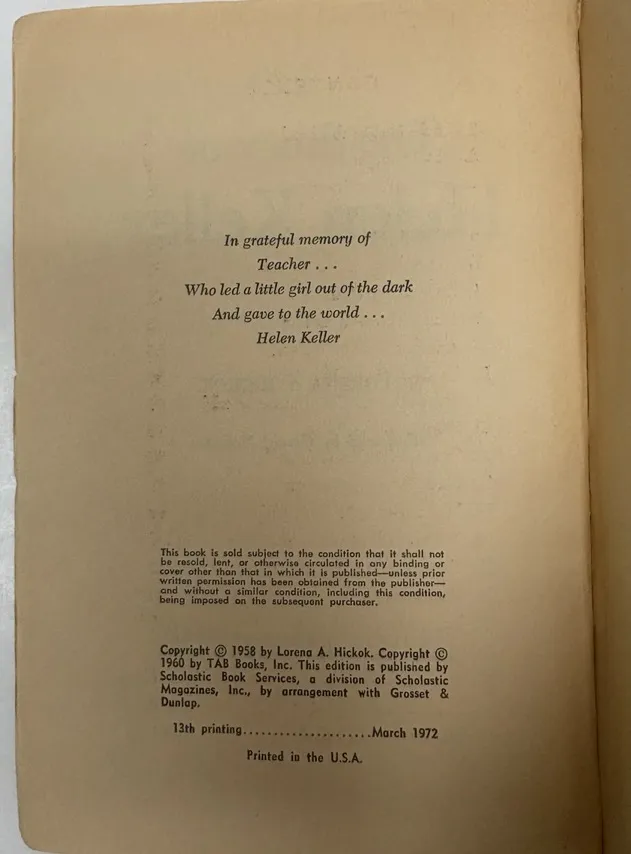 In grateful memory of
Teacher . . .
Who led a little girl out of the dark
And gave to the world . . .
Helen Keller
This book is sold subject to the condition that it shall not
be resold, lent, or otherwise circulated in any binding or
cover other than that in which it is published—unless prior
written permission has been obtained from the publisher—
and without a similar condition, including this condition,
being imposed on the subsequent purchaser.
Copyright © 1958 by Lorena A. Hickok. Copyright ©
1960 by TAB Books, Inc. This edition is published by
Scholastic Book Services, a division of Scholastic
Magazines, Inc., by arrangement with Grosset &
Dunlap.
13th printing.....................March 1972
Printed in the U.S.A.